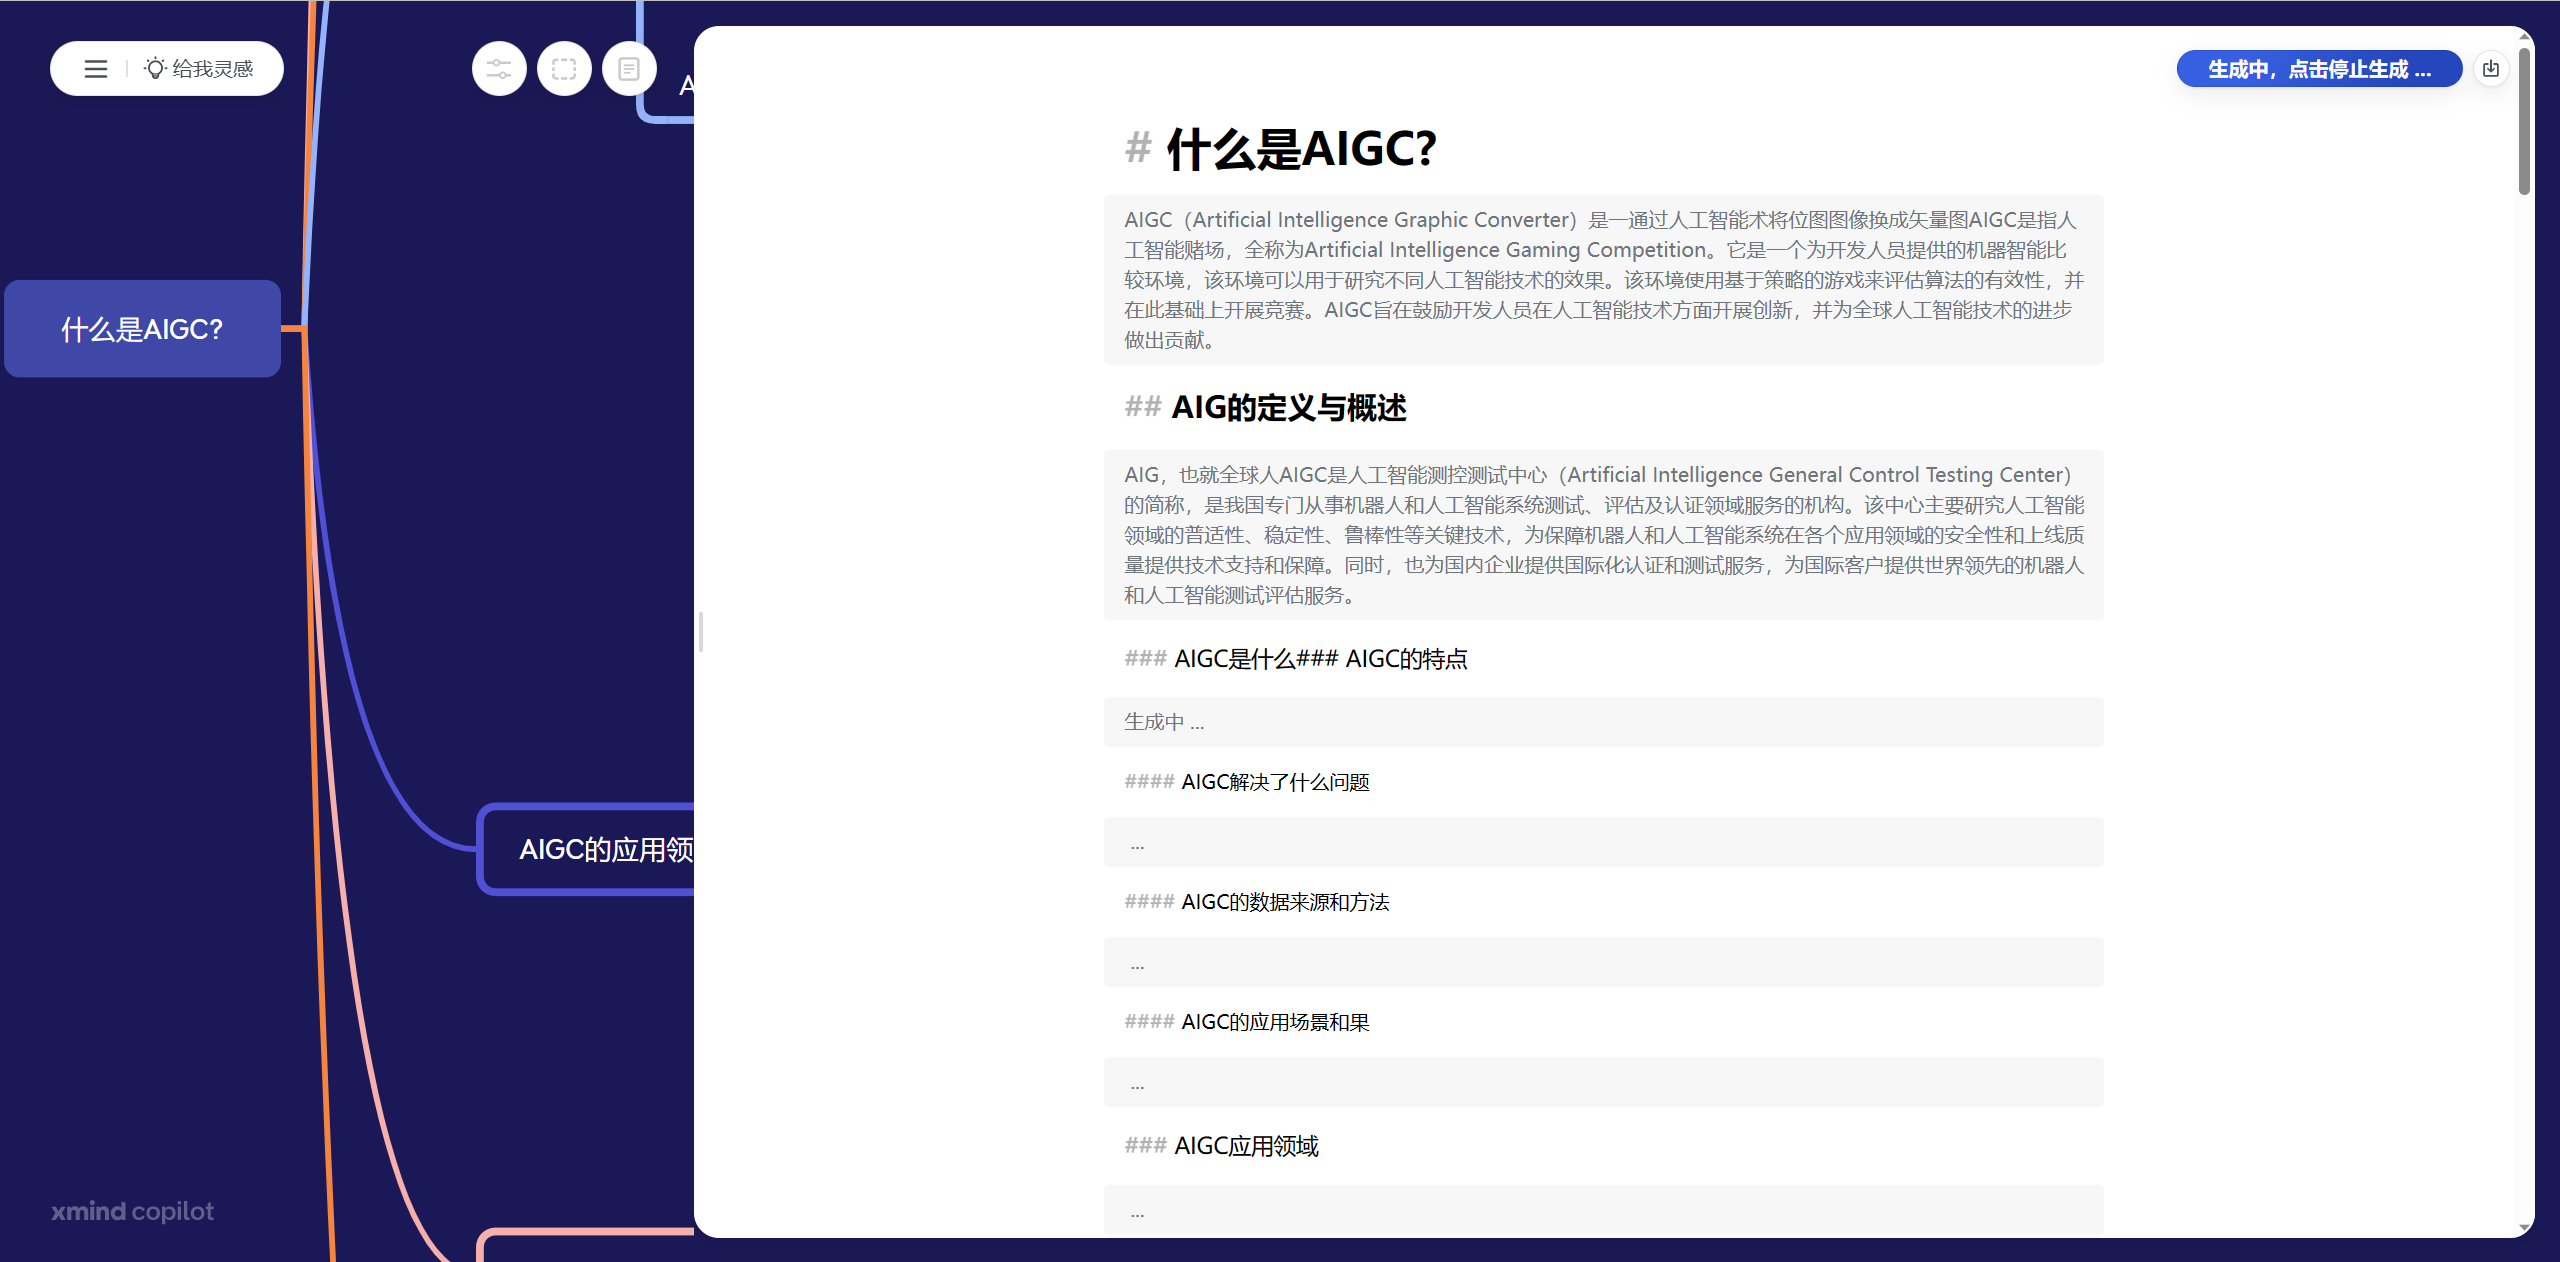 给我灵感
A
生成中，点击停止生成 ...
什么是AIGC?
AIGC的应用领
xmind copilot
# 什么是AIGC?
AIGC（Artificial Intelligence Graphic Converter）是一通过人工智能术将位图图像换成矢量图AIGC是指人
工智能赌场，全称为Artificial Intelligence Gaming Competition。它是一个为开发人员提供的机器智能比
较环境，该环境可以用于研究不同人工智能技术的效果。该环境使用基于策略的游戏来评估算法的有效性，并
在此基础上开展竞赛。AIGC旨在鼓励开发人员在人工智能技术方面开展创新，并为全球人工智能技术的进步
做出贡献。
## AIG的定义与概述
AIG，也就全球人AIGC是人工智能测控测试中心（Artificial Intelligence General Control Testing Center）
的简称，是我国专门从事机器人和人工智能系统测试、评估及认证领域服务的机构。该中心主要研究人工智能
领域的普适性、稳定性、鲁棒性等关键技术，为保障机器人和人工智能系统在各个应用领域的安全性和上线质
量提供技术支持和保障。同时，也为国内企业提供国际化认证和测试服务，为国际客户提供世界领先的机器人
和人工智能测试评估服务。
### AIGC是什么### AIGC的特点
生成中 ...
#### AIGC解决了什么问题
...
#### AIGC的数据来源和方法
...
#### AIGC的应用场景和果
...
### AIGC应用领域
...